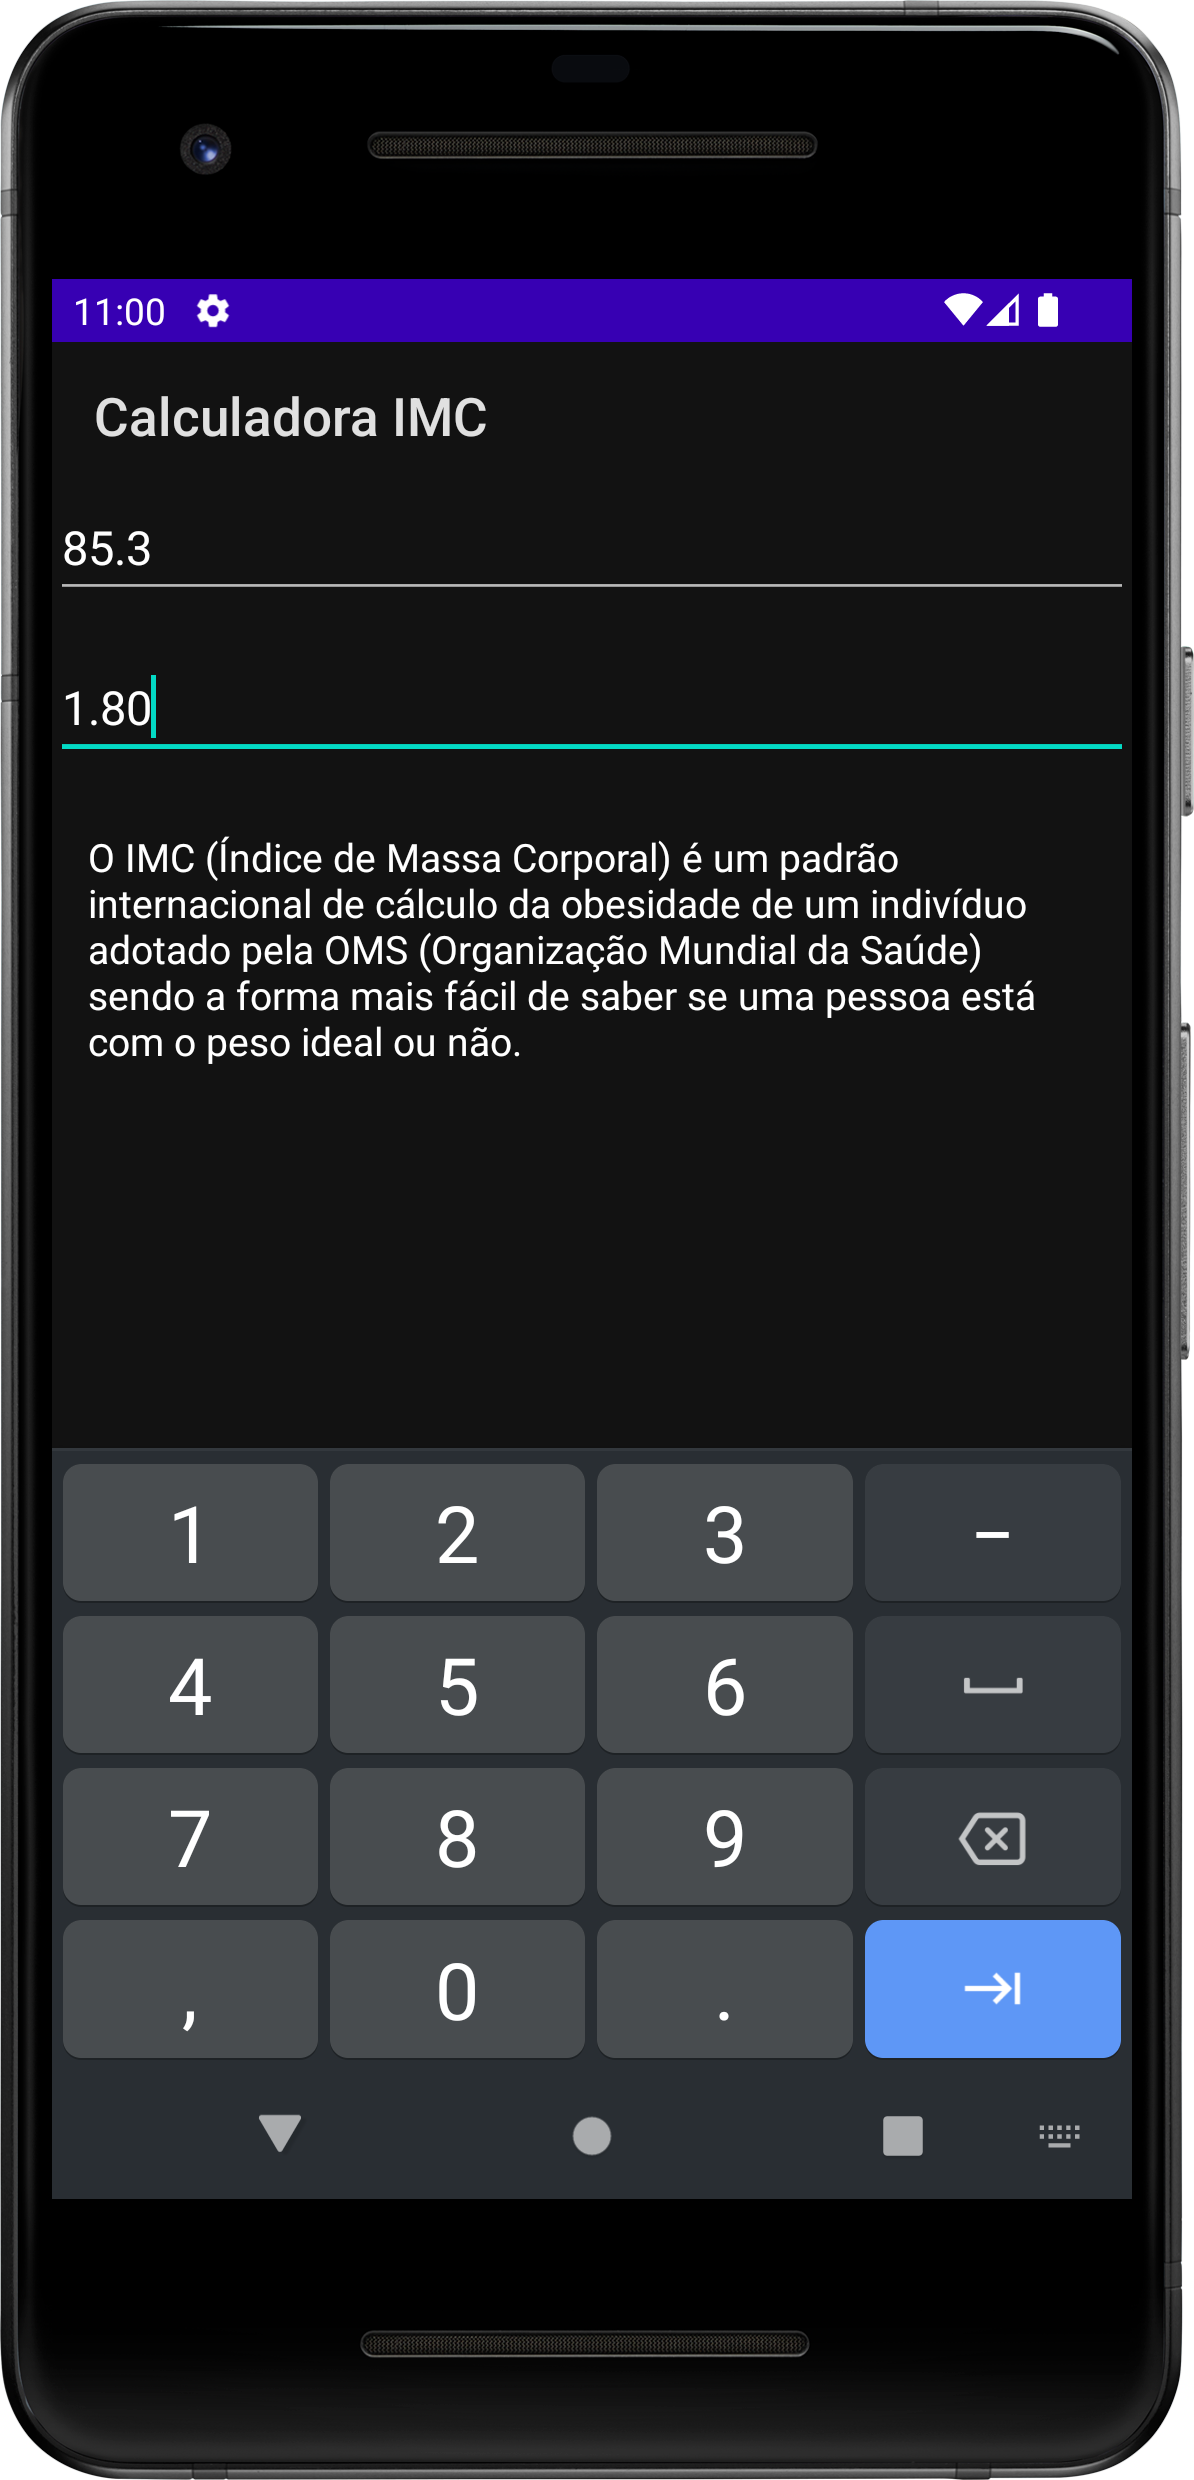 11:00
Calculadora IMC
85.3
1.80
O IMC (Índice de Massa Corporal) é um padrão
internacional de cálculo da obesidade de um indivíduo
adotado pela OMS (Organização Mundial da Saúde)
sendo a forma mais fácil de saber se uma pessoa está
com o peso ideal ou não.
1 2 3 −
4 5 6
7 8 9
, 0 .